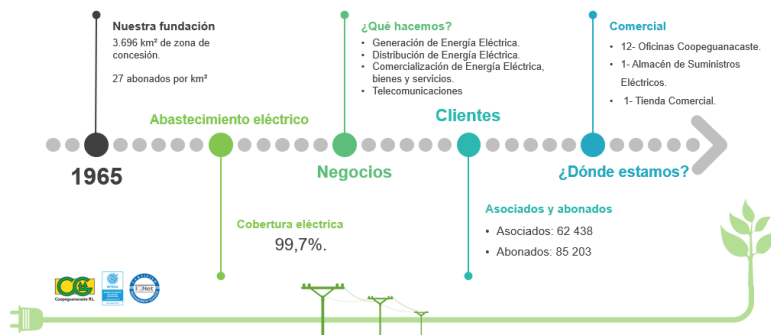 Nuestra fundación
3.696 km² de zona de
concesión.
27 abonados por km²
1965
Abastecimiento eléctrico
Cobertura eléctrica
99,7%.
¿Qué hacemos?
• Generación de Energía Eléctrica.
• Distribución de Energía Eléctrica.
• Comercialización de Energía Eléctrica,
bienes y servicios.
• Telecomunicaciones
Negocios
Clientes
Asociados y abonados
• Asociados: 62 438
• Abonados: 85 203
Comercial
• 12- Oficinas Coopeguanacaste.
• 1- Almacén de Suministros
Eléctricos.
• 1- Tienda Comercial.
¿Dónde estamos?
CG
Coopeguanacaste R.L.
IQNet